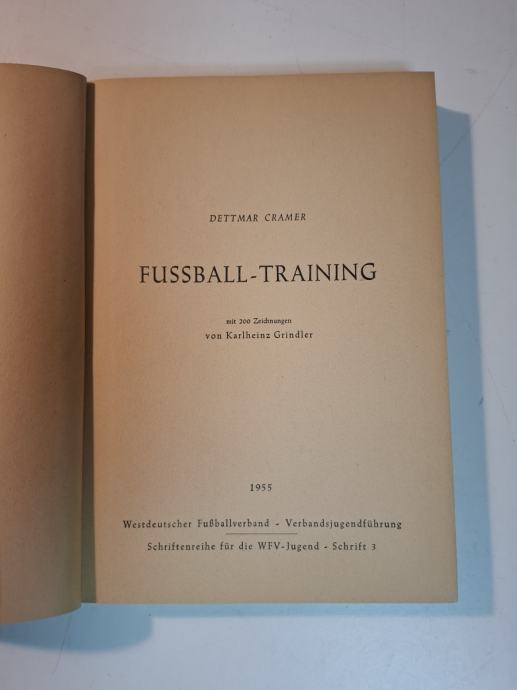 DETTMAR CRAMER
FUSSBALL-TRAINING
mit 200 Zeichnungen
von Karlheinz Grindler
1955
Westdeutscher Fußballverband - Verbandsjugendführung
Schriftenreihe für die WFV-Jugend - Schrift 3